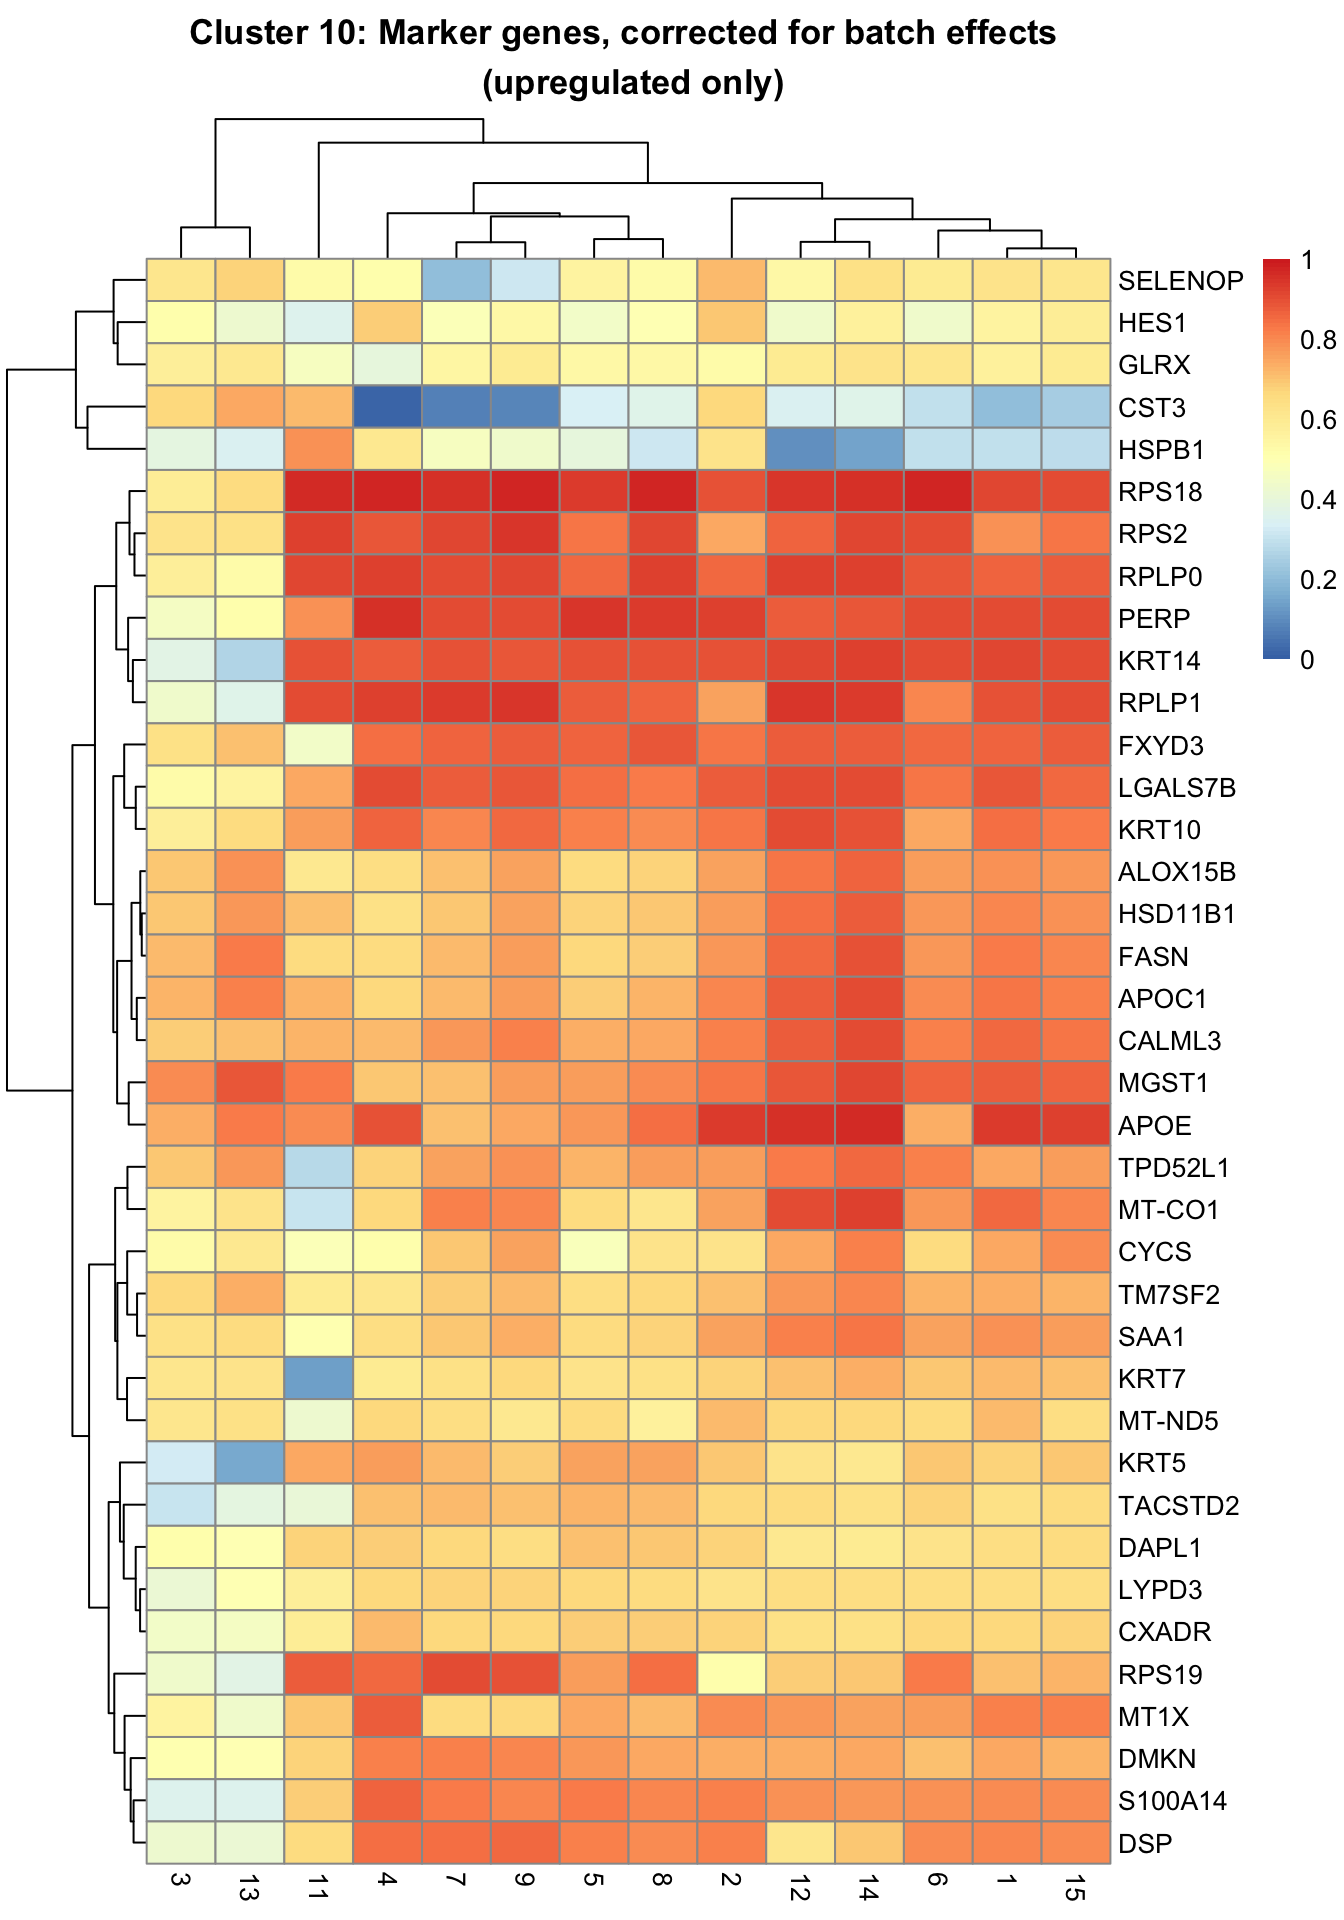 Cluster 10: Marker genes, corrected for batch effects
(upregulated only)
1
0.8
0.6
0.4
0.2
0
SELENOP
HES1
GLRX
CST3
HSPB1
RPS18
RPS2
RPLP0
PERP
KRT14
RPLP1
FXYD3
LGALS7B
KRT10
ALOX15B
HSD11B1
FASN
APOC1
CALML3
MGST1
APOE
TPD52L1
MT-CO1
CYCS
TM7SF2
SAA1
KRT7
MT-ND5
KRT5
TACSTD2
DAPL1
LYPD3
CXADR
RPS19
MT1X
DMKN
S100A14
DSP
3 13 11 4 7 9 5 8 2 12 14 6 1 15